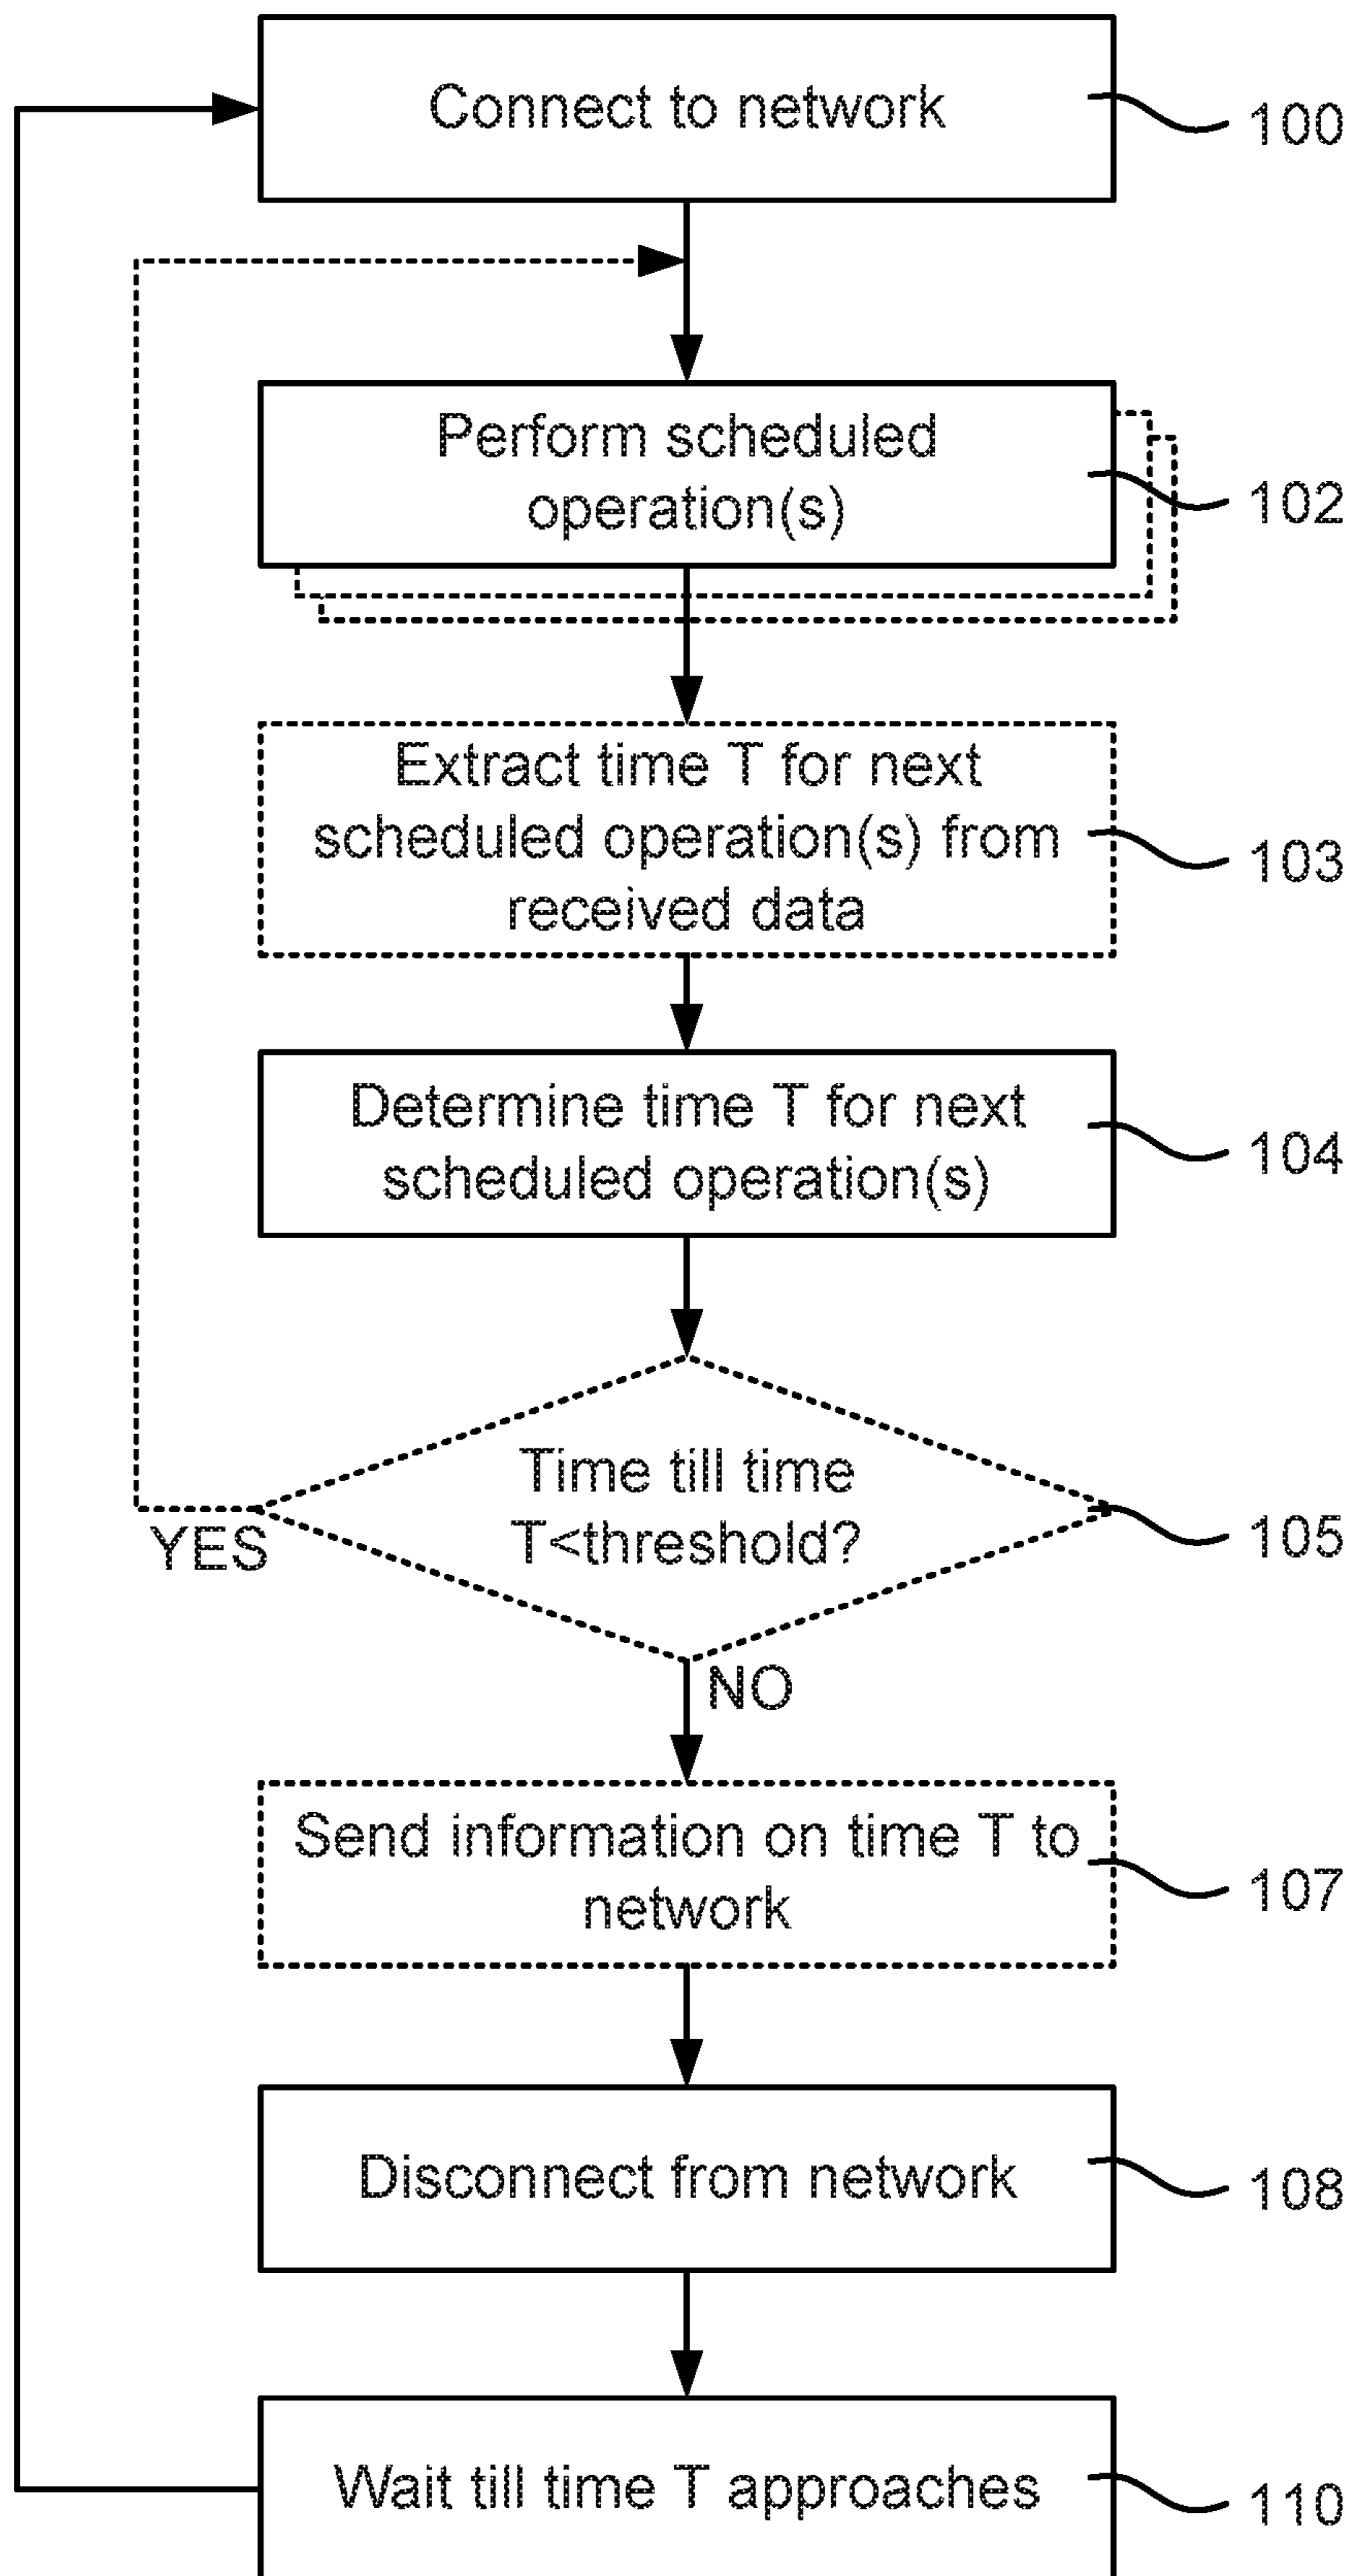 Connect to network
100
Perform scheduled
operation(s)
102
Extract time T for next
scheduled operation(s) from
received data
103
Determine time T for next
scheduled operation(s)
104
Time till time
T<threshold?
105
YES
NO
Send information on time T to
network
107
Disconnect from network
108
Wait till time T approaches
110